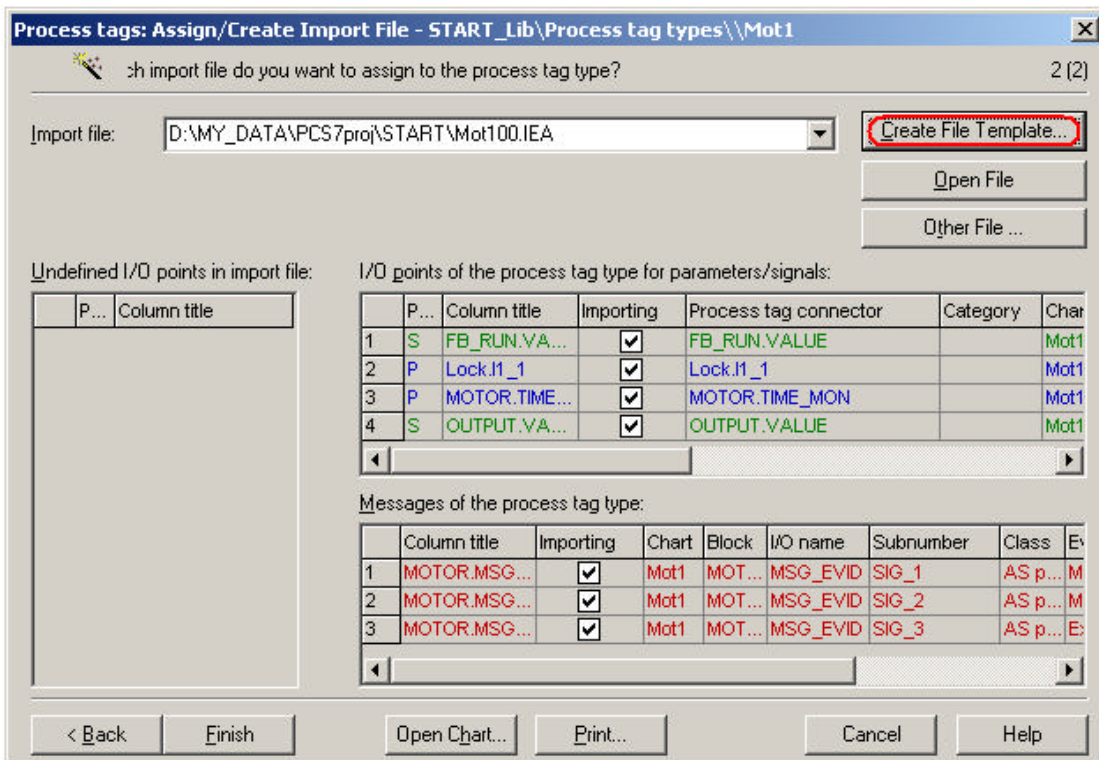 Process tags: Assign/Create Import File - START_Lib\Process tag types\\Mot1
ch import file do you want to assign to the process tag type? 2 (2)
Import file: D:\MY_DATA\PCS7proj\START\Mot100.IEA Create File Template...
Open File
Other File ...
Undefined I/O points in import file: I/O points of the process tag type for parameters/signals:
P... Column title
P... Column title Importing Process tag connector Category Char
1 S FB_RUN.VA... FB_RUN.VALUE Mot1
2 P Lock.I1_1 Lock.I1_1 Mot1
3 P MOTOR.TIME... MOTOR.TIME_MON Mot1
4 S OUTPUT.VA... OUTPUT.VALUE Mot1
Messages of the process tag type:
Column title Importing Chart Block I/O name Subnumber Class Ev
1 MOTOR.MSG... Mot1 MOT... MSG_EVID SIG_1 AS p... M
2 MOTOR.MSG... Mot1 MOT... MSG_EVID SIG_2 AS p... M
3 MOTOR.MSG... Mot1 MOT... MSG_EVID SIG_3 AS p... Ex
< Back Finish Open Chart... Print... Cancel Help